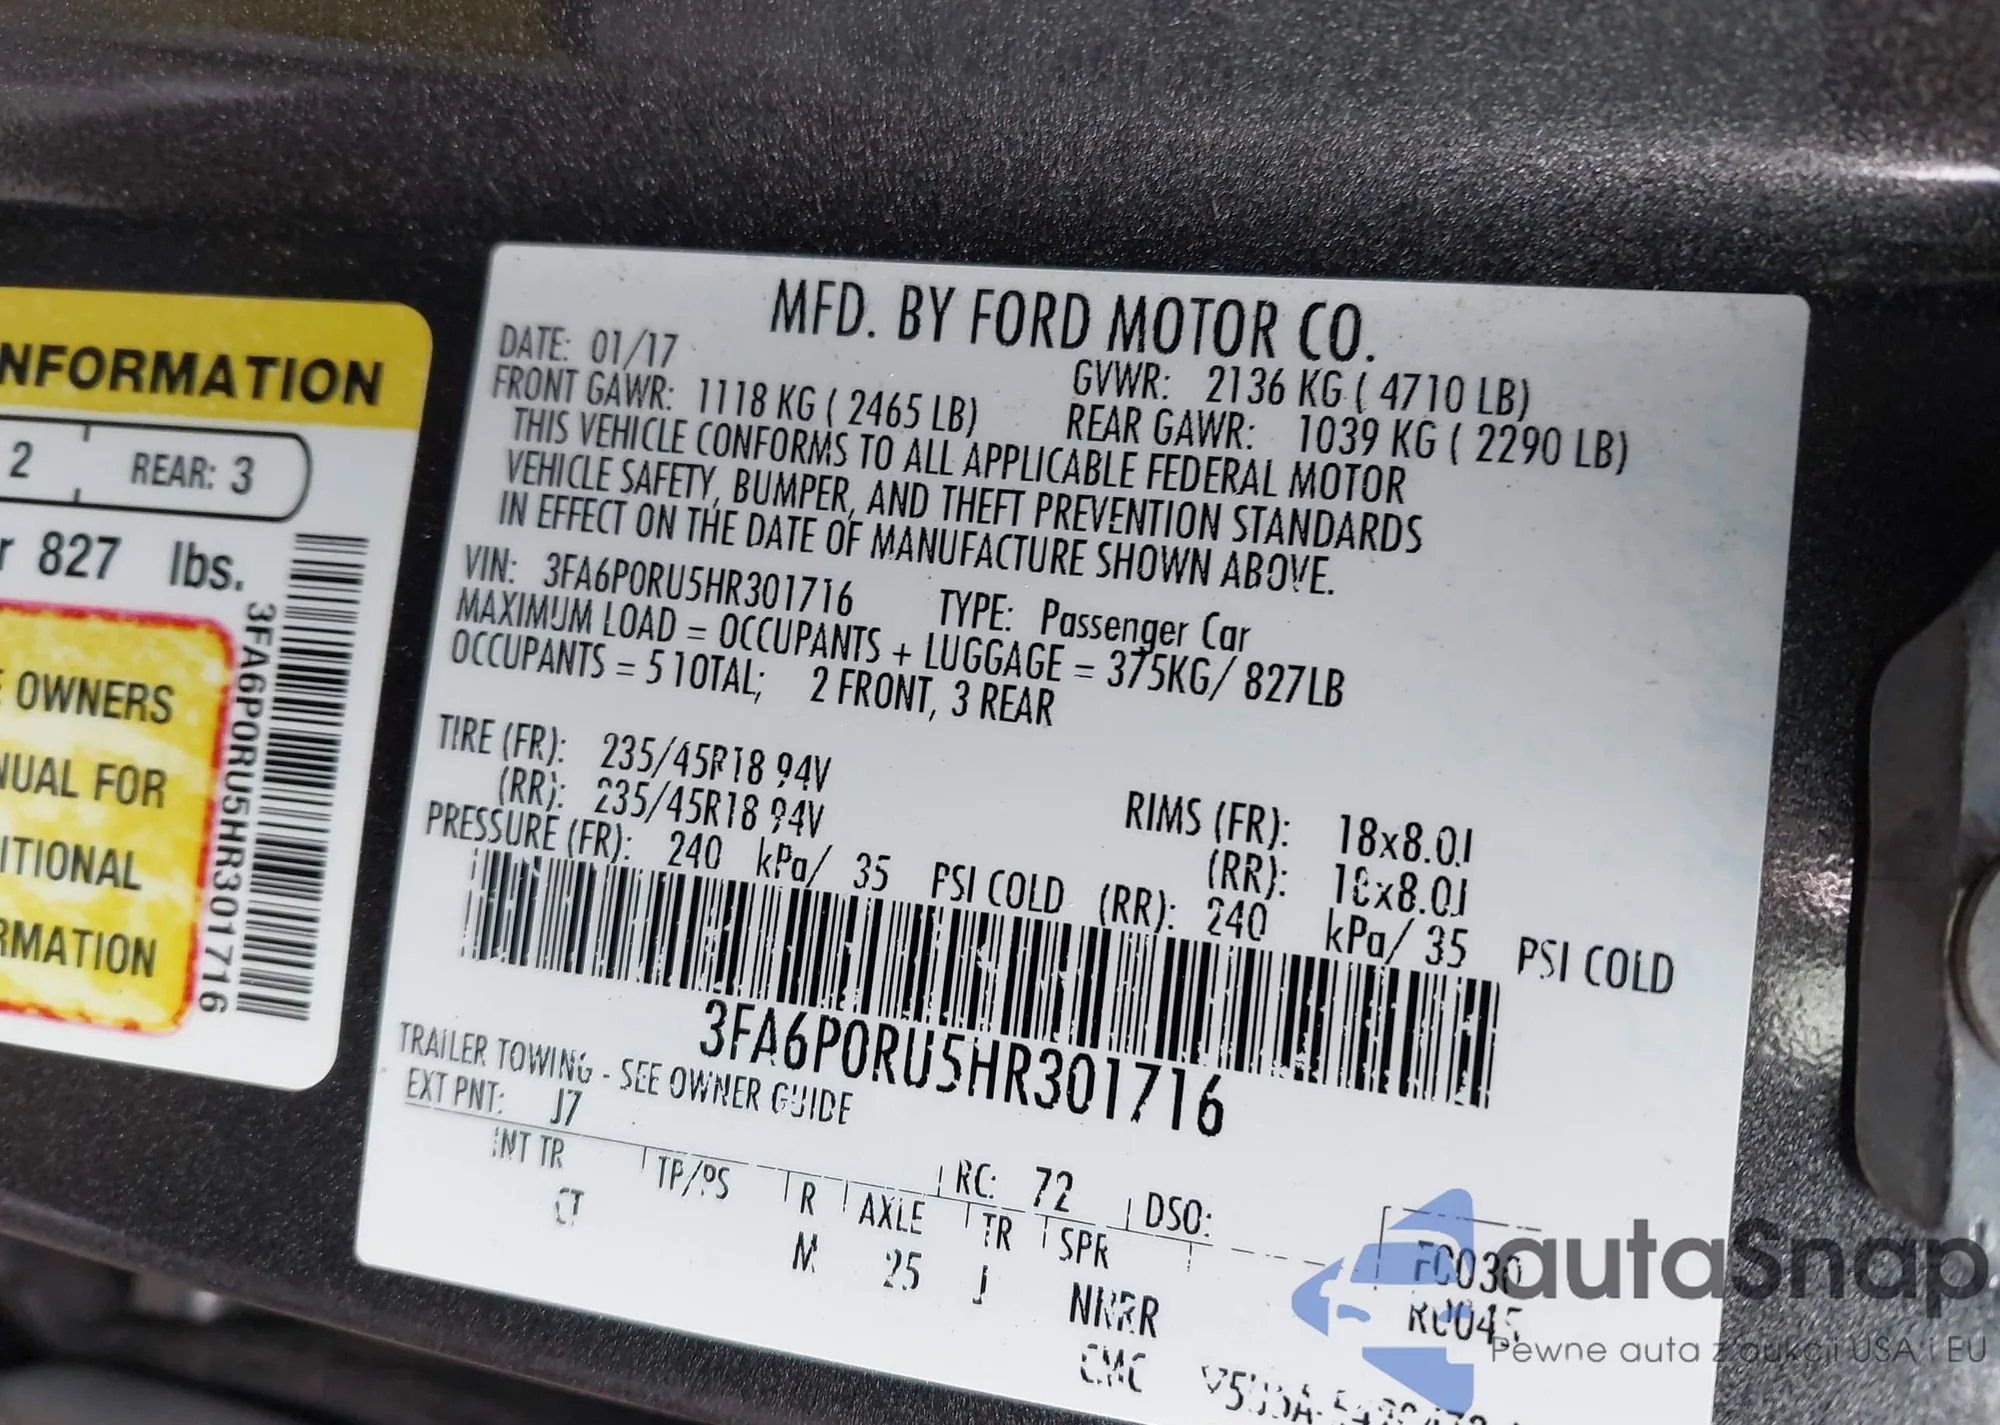 NFORMATION
2 REAR: 3
r 827 lbs.
E OWNERS
NUAL FOR
ITIONAL
RMATION
3FA6P0RU5HR301716
MFD. BY FORD MOTOR CO.
DATE: 01/17 GVWR: 2136 KG ( 4710 LB)
FRONT GAWR: 1118 KG ( 2465 LB) REAR GAWR: 1039 KG ( 2290 LB)
THIS VEHICLE CONFORMS TO ALL APPLICABLE FEDERAL MOTOR
VEHICLE SAFETY, BUMPER, AND THEFT PREVENTION STANDARDS
IN EFFECT ON THE DATE OF MANUFACTURE SHOWN ABOVE.
VIN: 3FA6P0RU5HR301716 TYPE: Passenger Car
MAXIMUM LOAD = OCCUPANTS + LUGGAGE = 375KG/ 827LB
OCCUPANTS = 5 TOTAL; 2 FRONT, 3 REAR
TIRE (FR): 235/45R18 94V RIMS (FR): 18x8.0J
(RR): 235/45R18 94V (RR): 18x8.0J
PRESSURE (FR): 240 kPa/ 35 PSI COLD (RR): 240 kPa/ 35 PSI COLD
3FA6P0RU5HR301716
TRAILER TOWING - SEE OWNER GUIDE
EXT PNT: J7 RC: 72 DSO:
INT TR TP/PS R AXLE TR SPR
CT M 25 J NNRR
F0030
R0045
CMC
autaSnap
Pewne auta z aukcji USA i EU